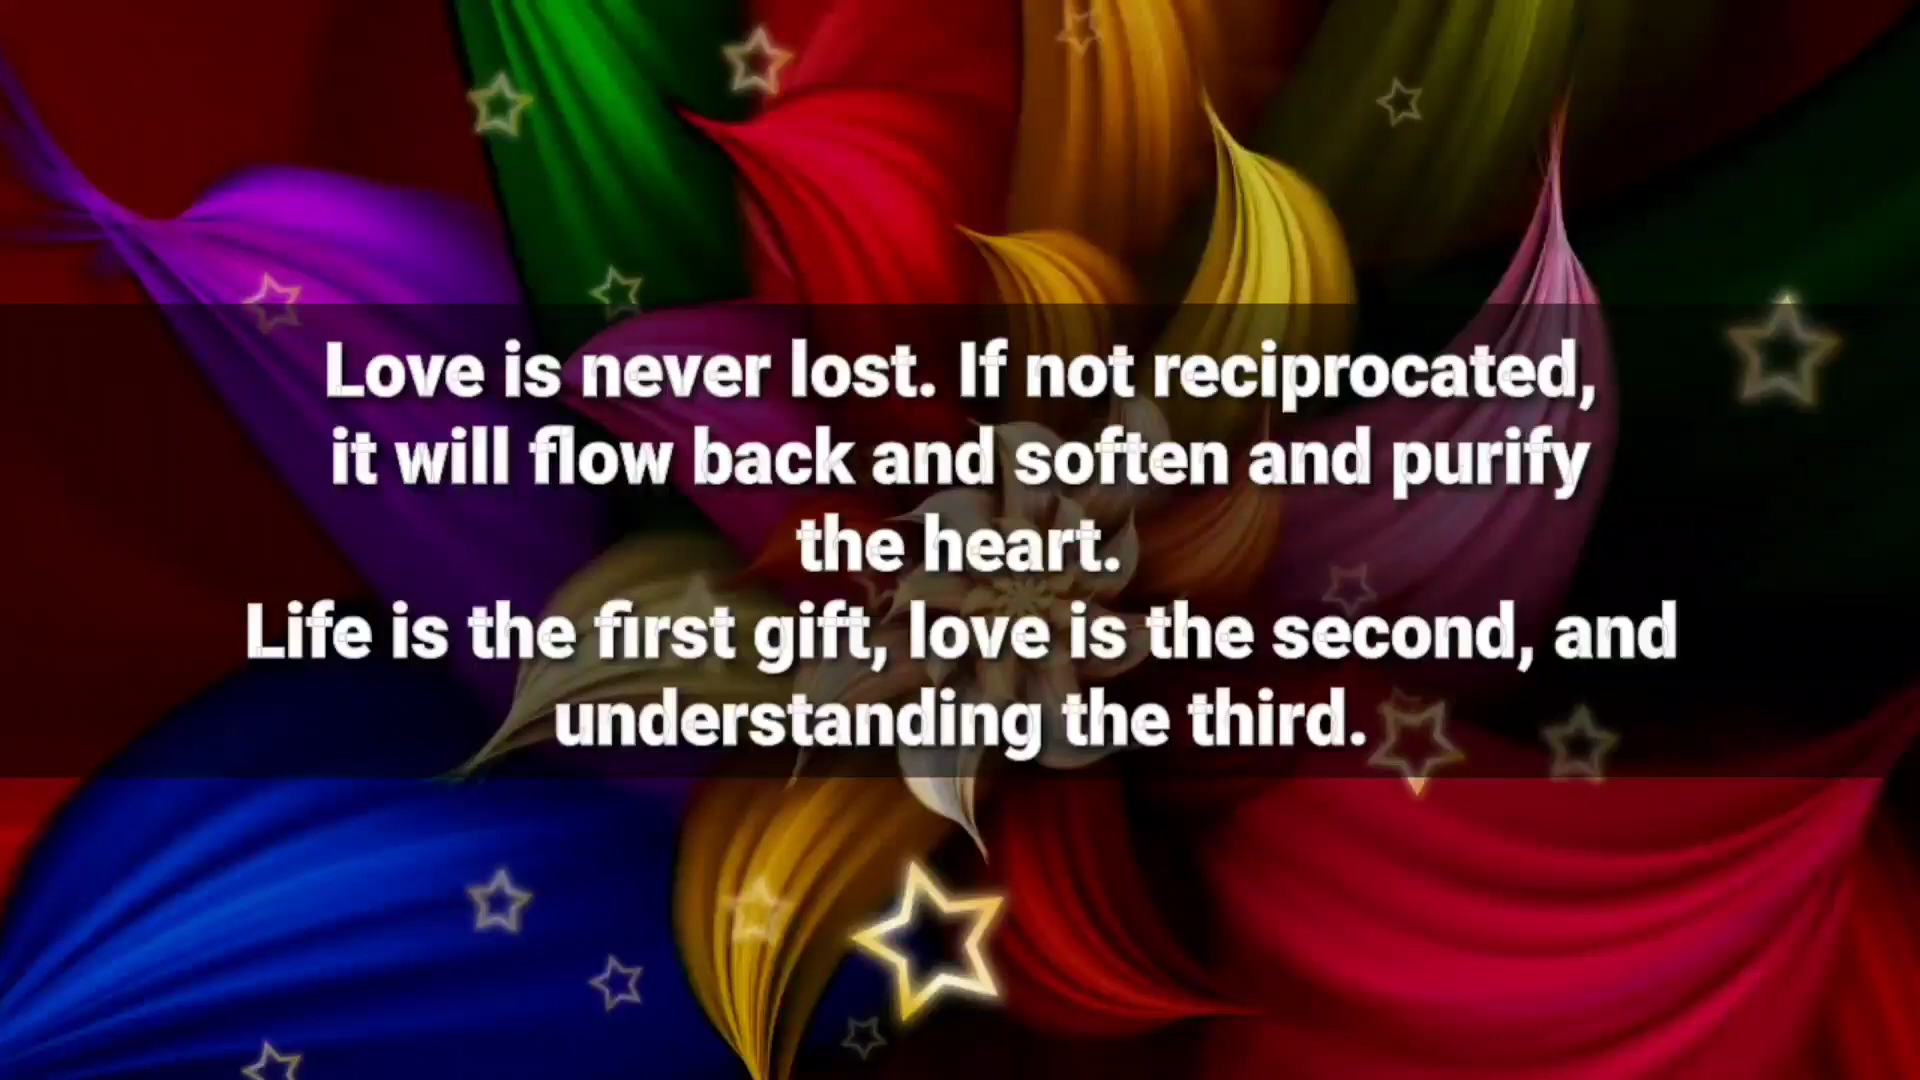 Love is never lost. If not reciprocated,
it will flow back and soften and purify
the heart.
Life is the first gift, love is the second, and
understanding the third.